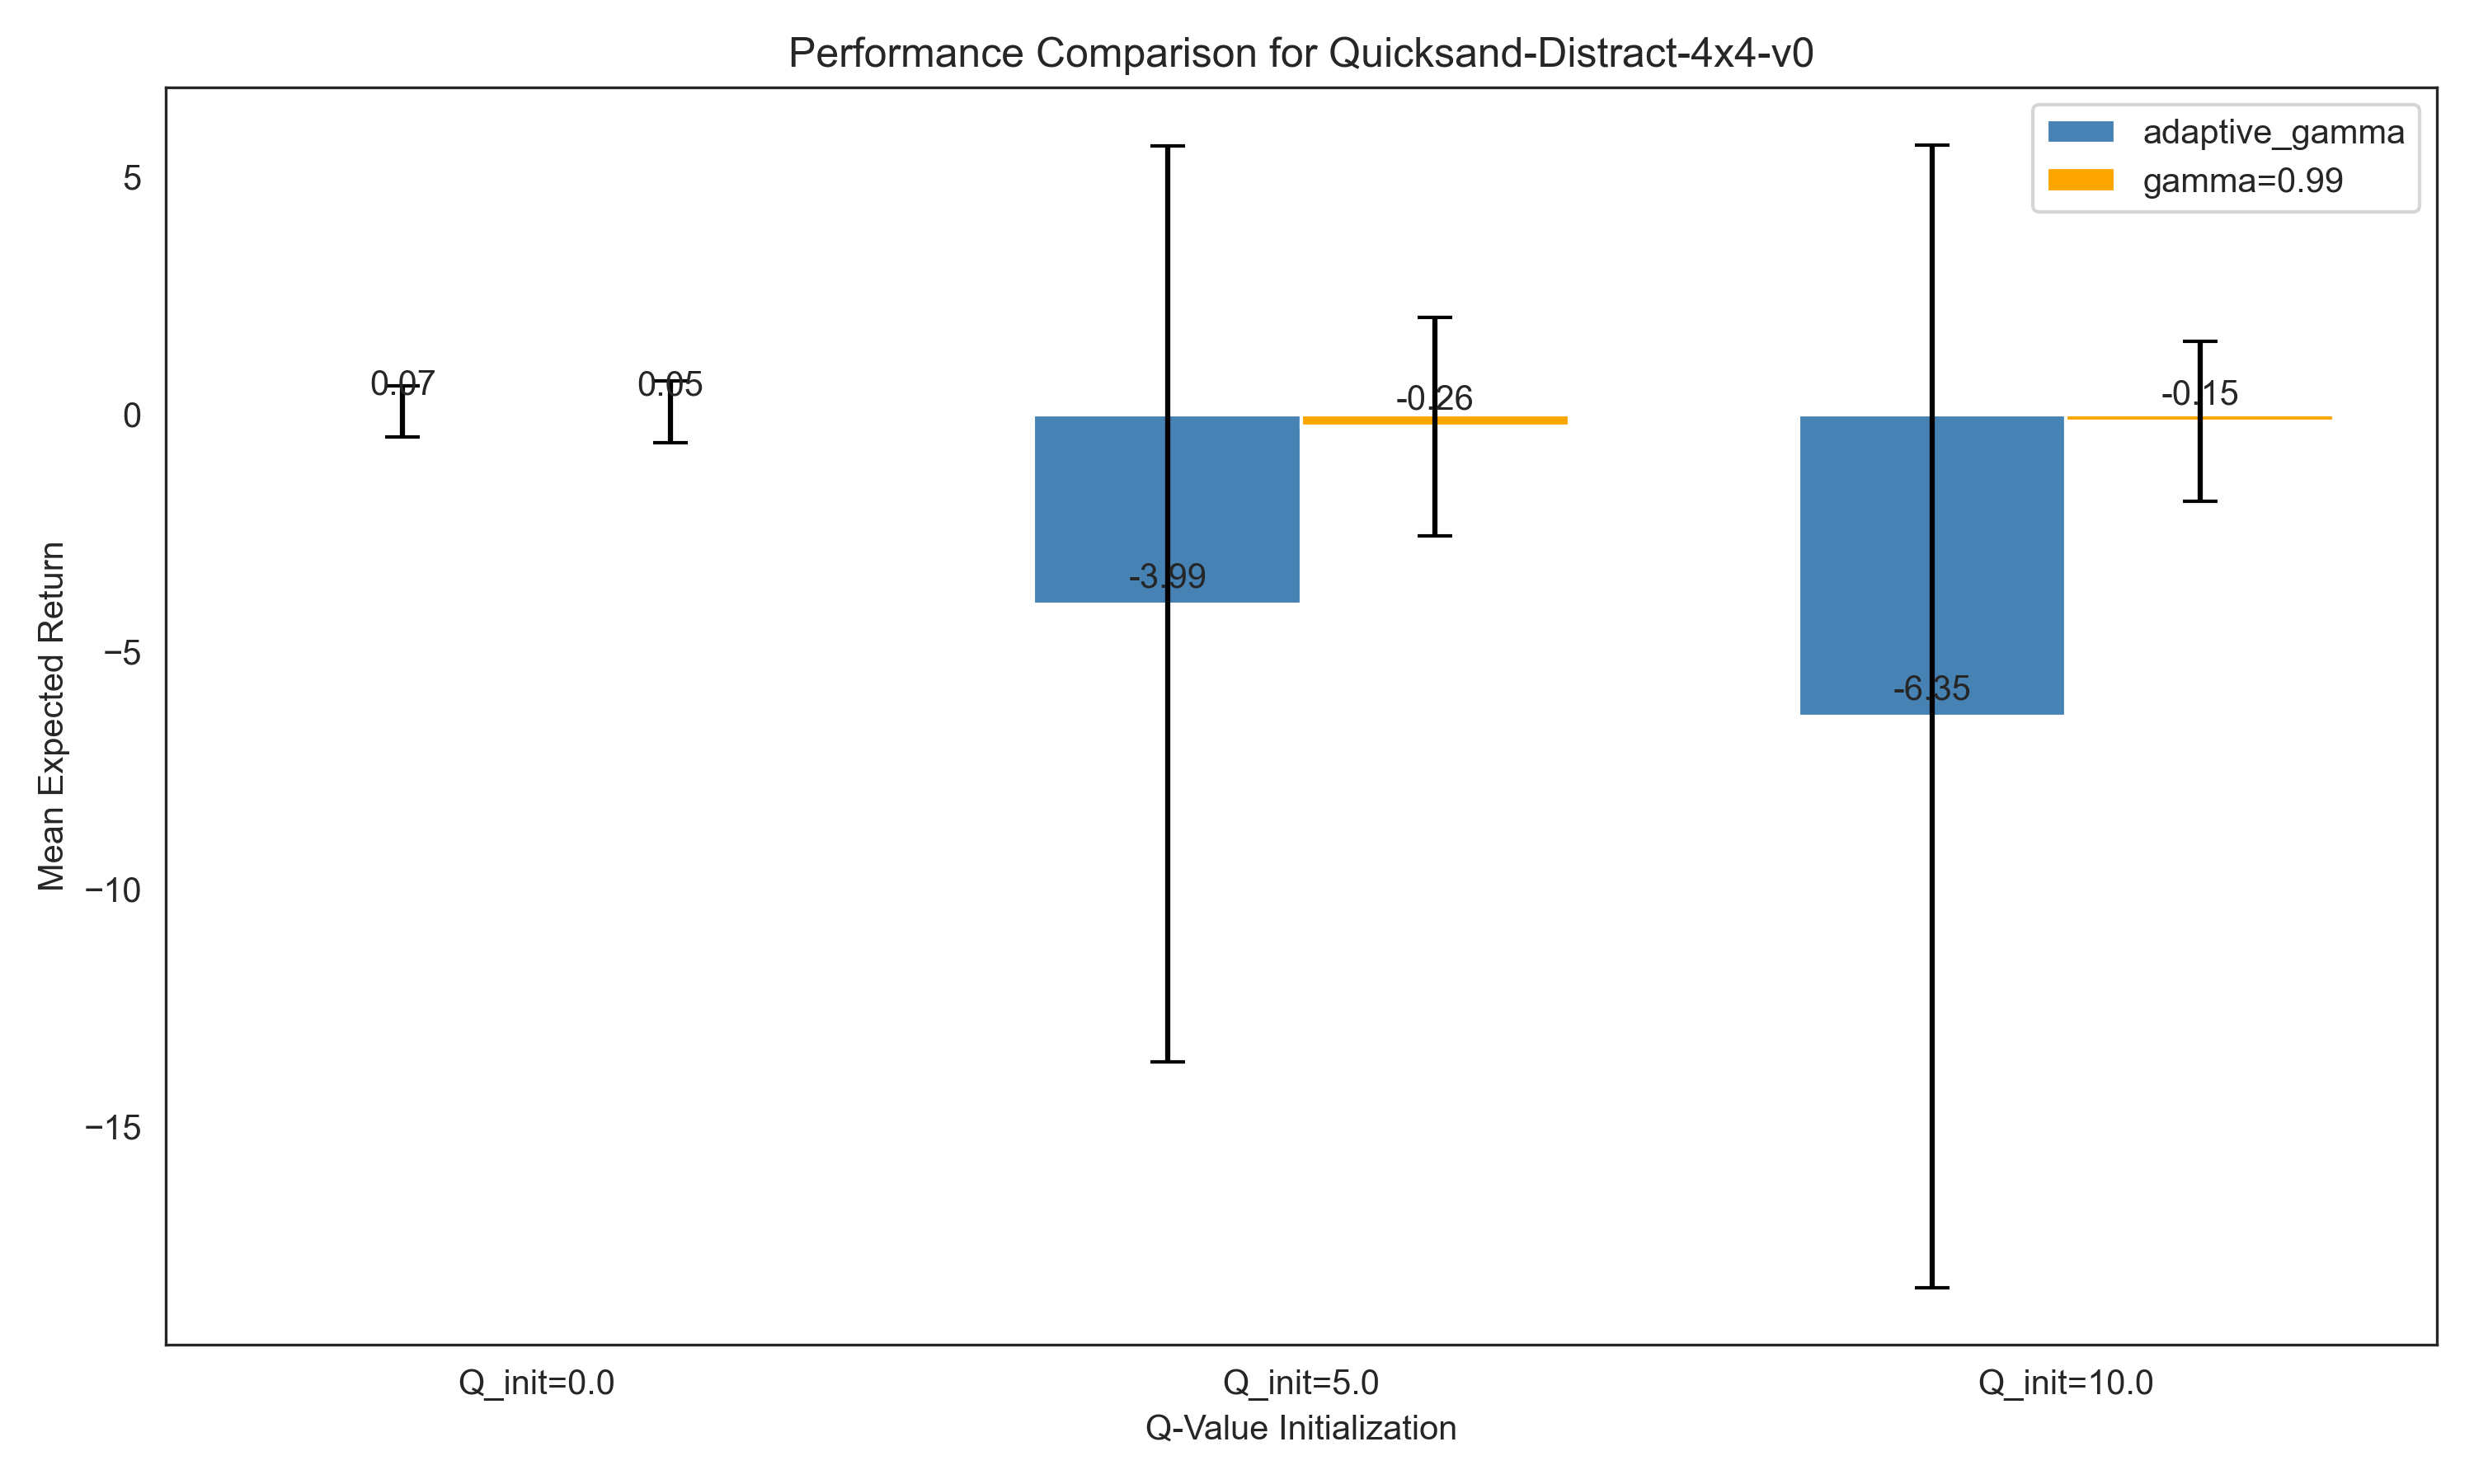 Performance Comparison for Quicksand-Distract-4x4-v0
adaptive_gamma
gamma=0.99
5
0
−5
−10
−15
Mean Expected Return
0.07
0.05
-3.99
-0.26
-6.35
-0.15
Q_init=0.0
Q_init=5.0
Q_init=10.0
Q-Value Initialization